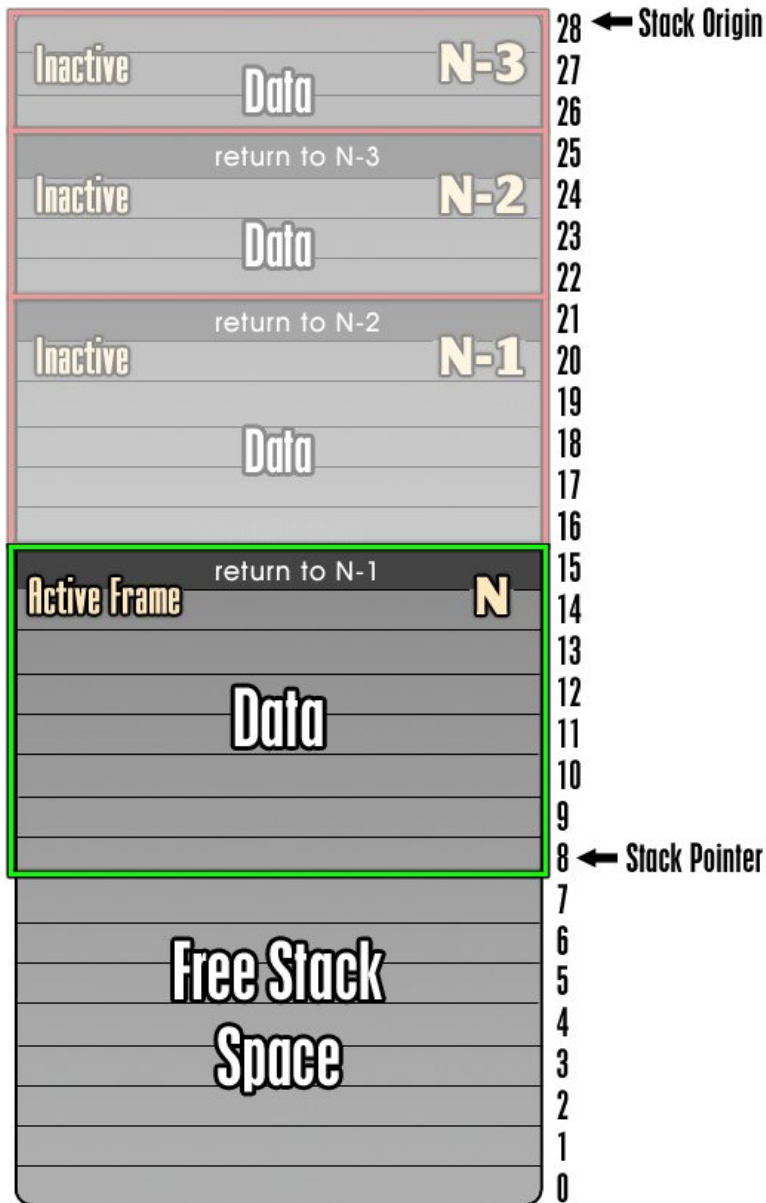 28 Stack Origin
Inactive N-3 27
Data 26
return to N-3 25
Inactive N-2 24
Data 23
22
return to N-2 21
Inactive N-1 20
19
Data 18
17
16
return to N-1 15
Active Frame N 14
13
Data 12
11
10
9
8 Stack Pointer
7
Free Stack 6
5
4
Space 3
2
1
0